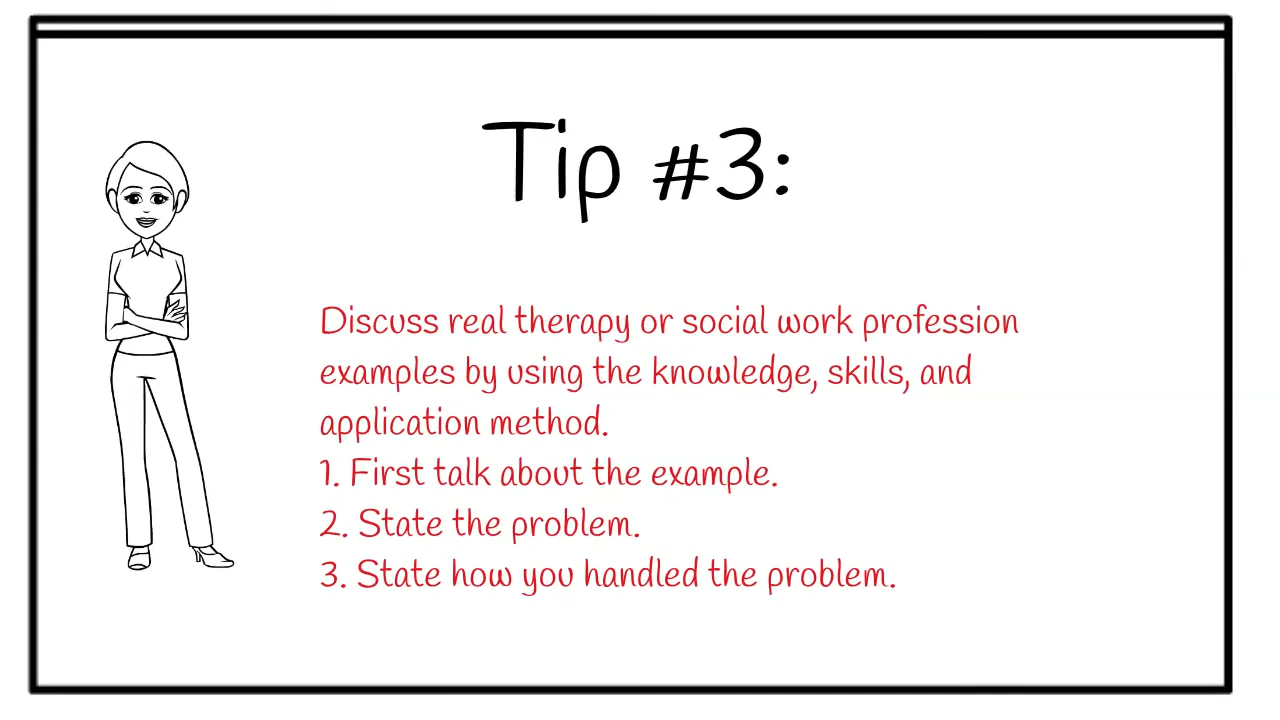 Tip #3:
Discuss real therapy or social work profession
examples by using the knowledge, skills, and
application method.
1. First talk about the example.
2. State the problem.
3. State how you handled the problem.